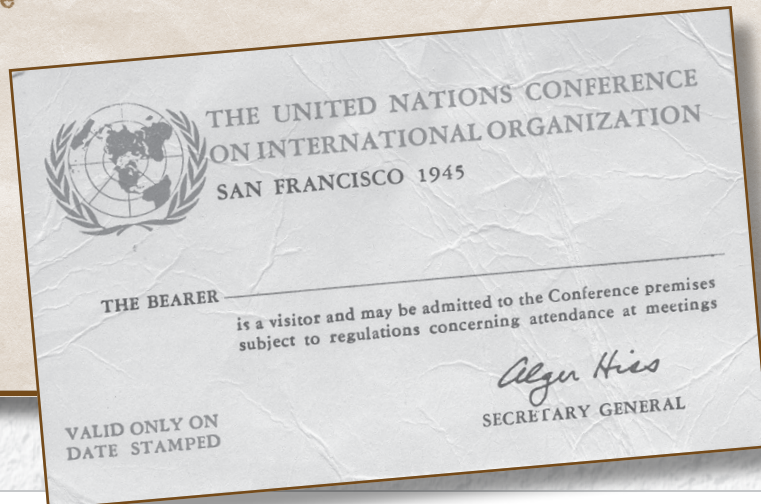 THE UNITED NATIONS CONFERENCE
ON INTERNATIONAL ORGANIZATION
SAN FRANCISCO 1945
THE BEARER
is a visitor and may be admitted to the Conference premises
subject to regulations concerning attendance at meetings
Alger Hiss
SECRETARY GENERAL
VALID ONLY ON
DATE STAMPED